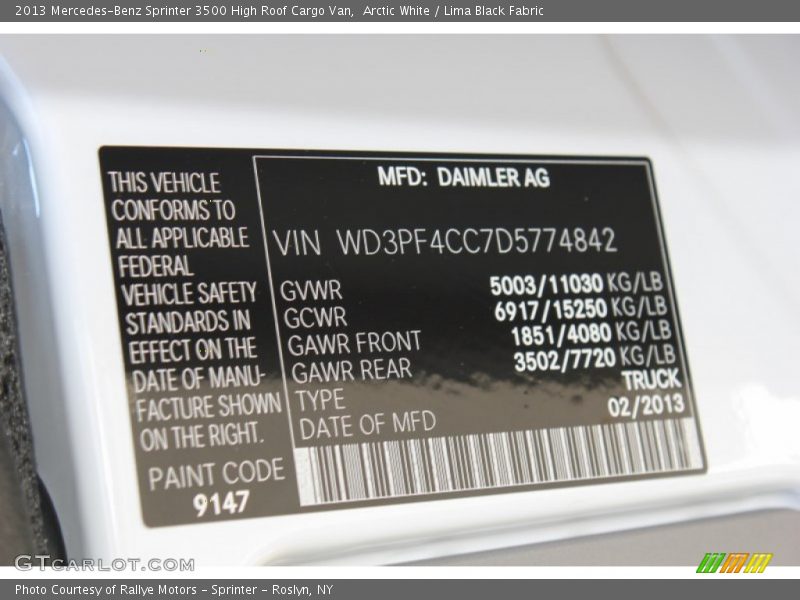 2013 Mercedes-Benz Sprinter 3500 High Roof Cargo Van,  Arctic White / Lima Black Fabric
THIS VEHICLE
CONFORMS TO
ALL APPLICABLE
FEDERAL
VEHICLE SAFETY
STANDARDS IN
EFFECT ON THE
DATE OF MANU-
FACTURE SHOWN
ON THE RIGHT.
PAINT CODE
9147
MFD: DAIMLER AG
VIN WD3PF4CC7D5774842
GVWR 5003/11030 KG/LB
GCWR 6917/15250 KG/LB
GAWR FRONT 1851/4080 KG/LB
GAWR REAR 3502/7720 KG/LB
TYPE TRUCK
DATE OF MFD 02/2013
GTCARLOT.COM
Photo Courtesy of Rallye Motors - Sprinter - Roslyn, NY